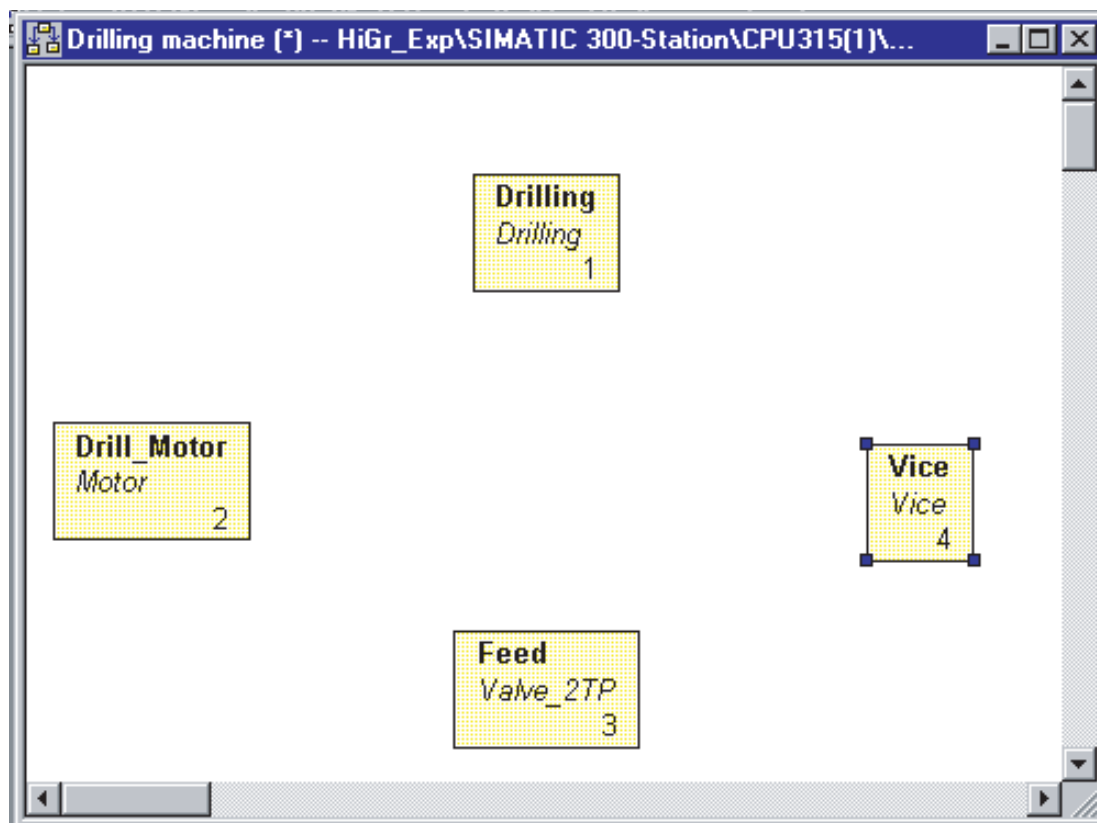 Drilling machine (*) -- HiGr_Exp\SIMATIC 300-Station\CPU315(1)\...
Drilling
Drilling
1
Drill_Motor
Motor
2
Vice
Vice
4
Feed
Valve_2TP
3